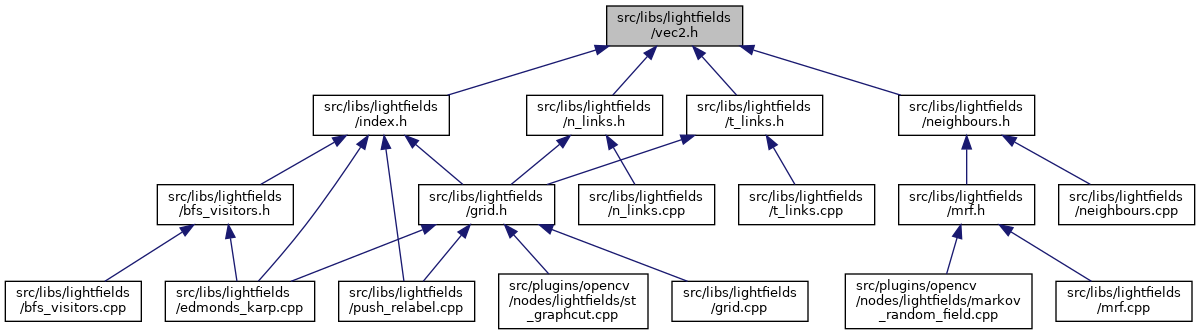 src/libs/lightfields
/vec2.h
src/libs/lightfields
/index.h
src/libs/lightfields
/n_links.h
src/libs/lightfields
/t_links.h
src/libs/lightfields
/neighbours.h
src/libs/lightfields
/bfs_visitors.h
src/libs/lightfields
/grid.h
src/libs/lightfields
/n_links.cpp
src/libs/lightfields
/t_links.cpp
src/libs/lightfields
/mrf.h
src/libs/lightfields
/neighbours.cpp
src/libs/lightfields
/bfs_visitors.cpp
src/libs/lightfields
/edmonds_karp.cpp
src/libs/lightfields
/push_relabel.cpp
src/plugins/opencv
/nodes/lightfields/st
_graphcut.cpp
src/libs/lightfields
/grid.cpp
src/plugins/opencv
/nodes/lightfields/markov
_random_field.cpp
src/libs/lightfields
/mrf.cpp